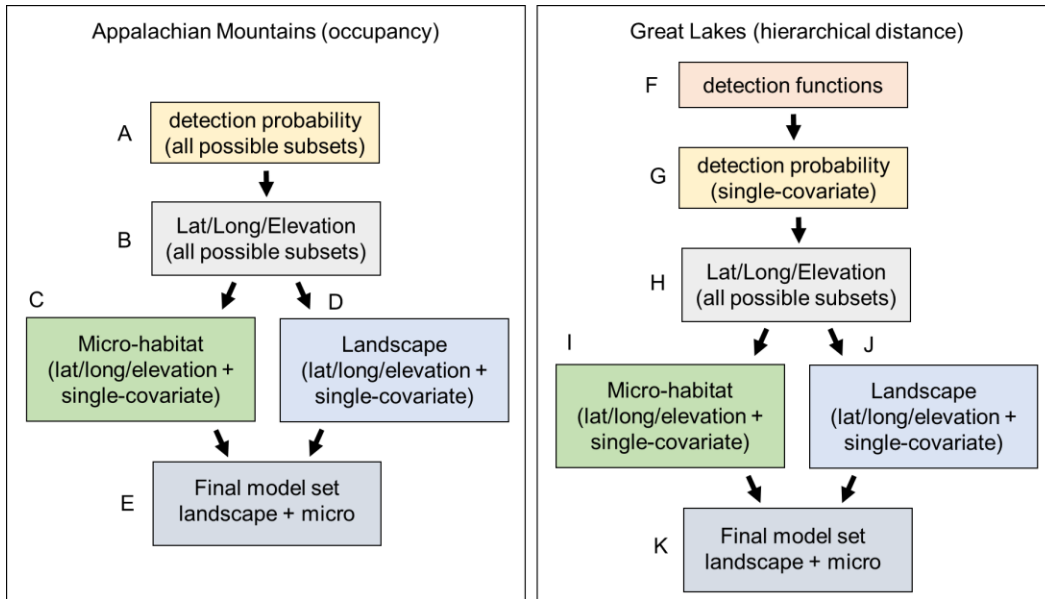 Appalachian Mountains (occupancy)
A
detection probability
(all possible subsets)
B
Lat/Long/Elevation
(all possible subsets)
C
D
Micro-habitat
(lat/long/elevation +
single-covariate)
Landscape
(lat/long/elevation +
single-covariate)
E
Final model set
landscape + micro
Great Lakes (hierarchical distance)
F
detection functions
G
detection probability
(single-covariate)
H
Lat/Long/Elevation
(all possible subsets)
I
J
Micro-habitat
(lat/long/elevation +
single-covariate)
Landscape
(lat/long/elevation +
single-covariate)
K
Final model set
landscape + micro